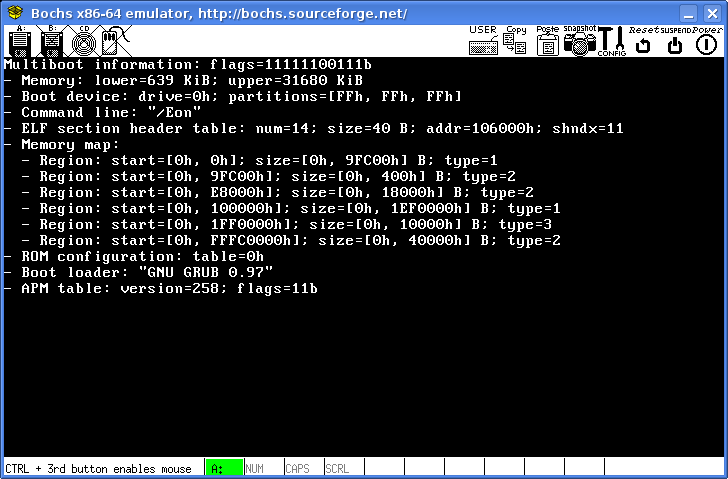 Bochs x86-64 emulator, http://bochs.sourceforge.net/
A: B: CD USER Copy Paste snapshot CONFIG Reset SUSPEND Power
Multiboot information: flags=11111100111b
- Memory: lower=639 KiB; upper=31680 KiB
- Boot device: drive=0h; partitions=[FFh, FFh, FFh]
- Command line: "/Eon"
- ELF section header table: num=14; size=40 B; addr=106000h; shndx=11
- Memory map:
- Region: start=[0h, 0h]; size=[0h, 9FC00h] B; type=1
- Region: start=[0h, 9FC00h]; size=[0h, 400h] B; type=2
- Region: start=[0h, E8000h]; size=[0h, 18000h] B; type=2
- Region: start=[0h, 100000h]; size=[0h, 1EF0000h] B; type=1
- Region: start=[0h, 1FF0000h]; size=[0h, 10000h] B; type=3
- Region: start=[0h, FFFC0000h]; size=[0h, 40000h] B; type=2
- ROM configuration: table=0h
- Boot loader: "GNU GRUB 0.97"
- APM table: version=258; flags=11b
CTRL + 3rd button enables mouse A: NUM CAPS SCRL